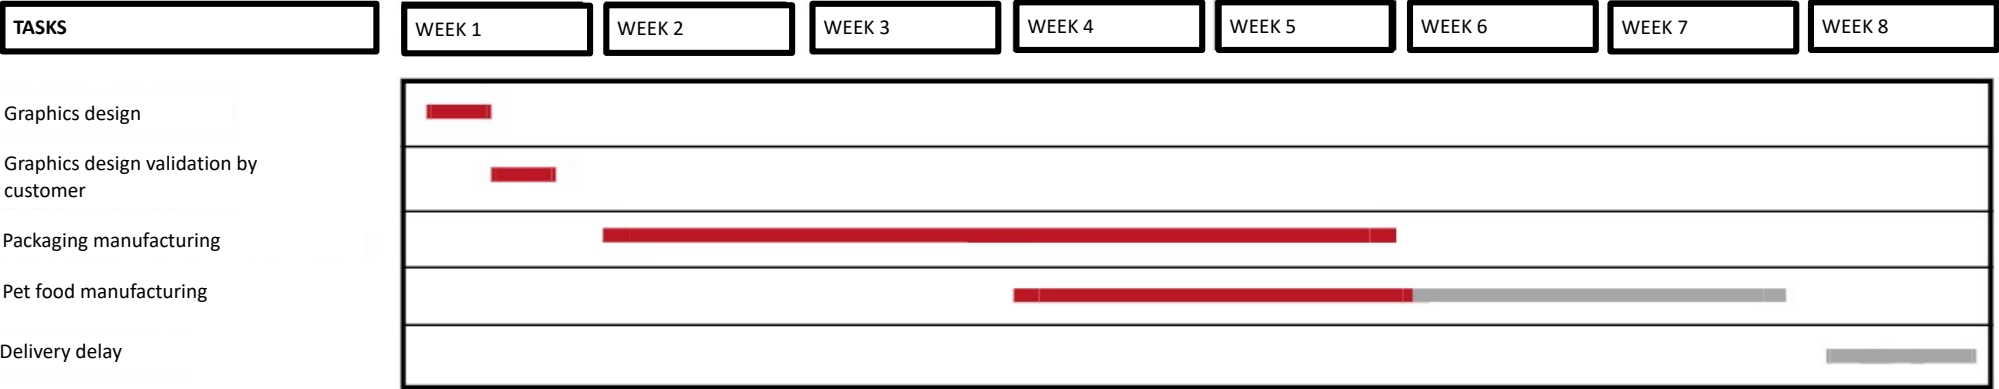 TASKS
WEEK 1
WEEK 2
WEEK 3
WEEK 4
WEEK 5
WEEK 6
WEEK 7
WEEK 8
Graphics design
Graphics design validation by
customer
Packaging manufacturing
Pet food manufacturing
Delivery delay